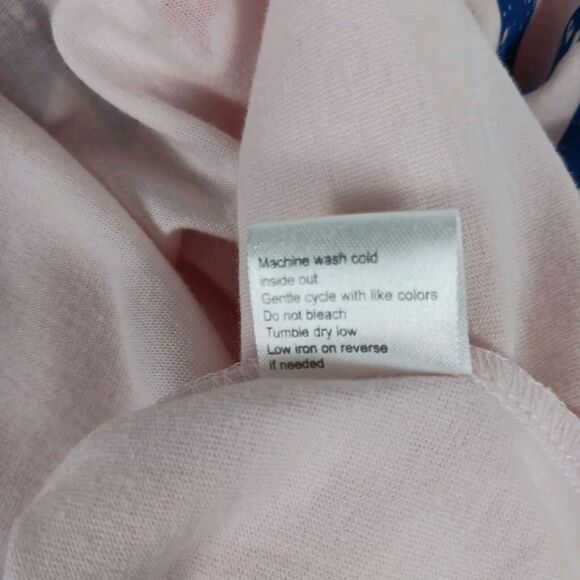 Machine wash cold
inside out
Gentle cycle with like colors
Do not bleach
Tumble dry low
Low iron on reverse
if needed